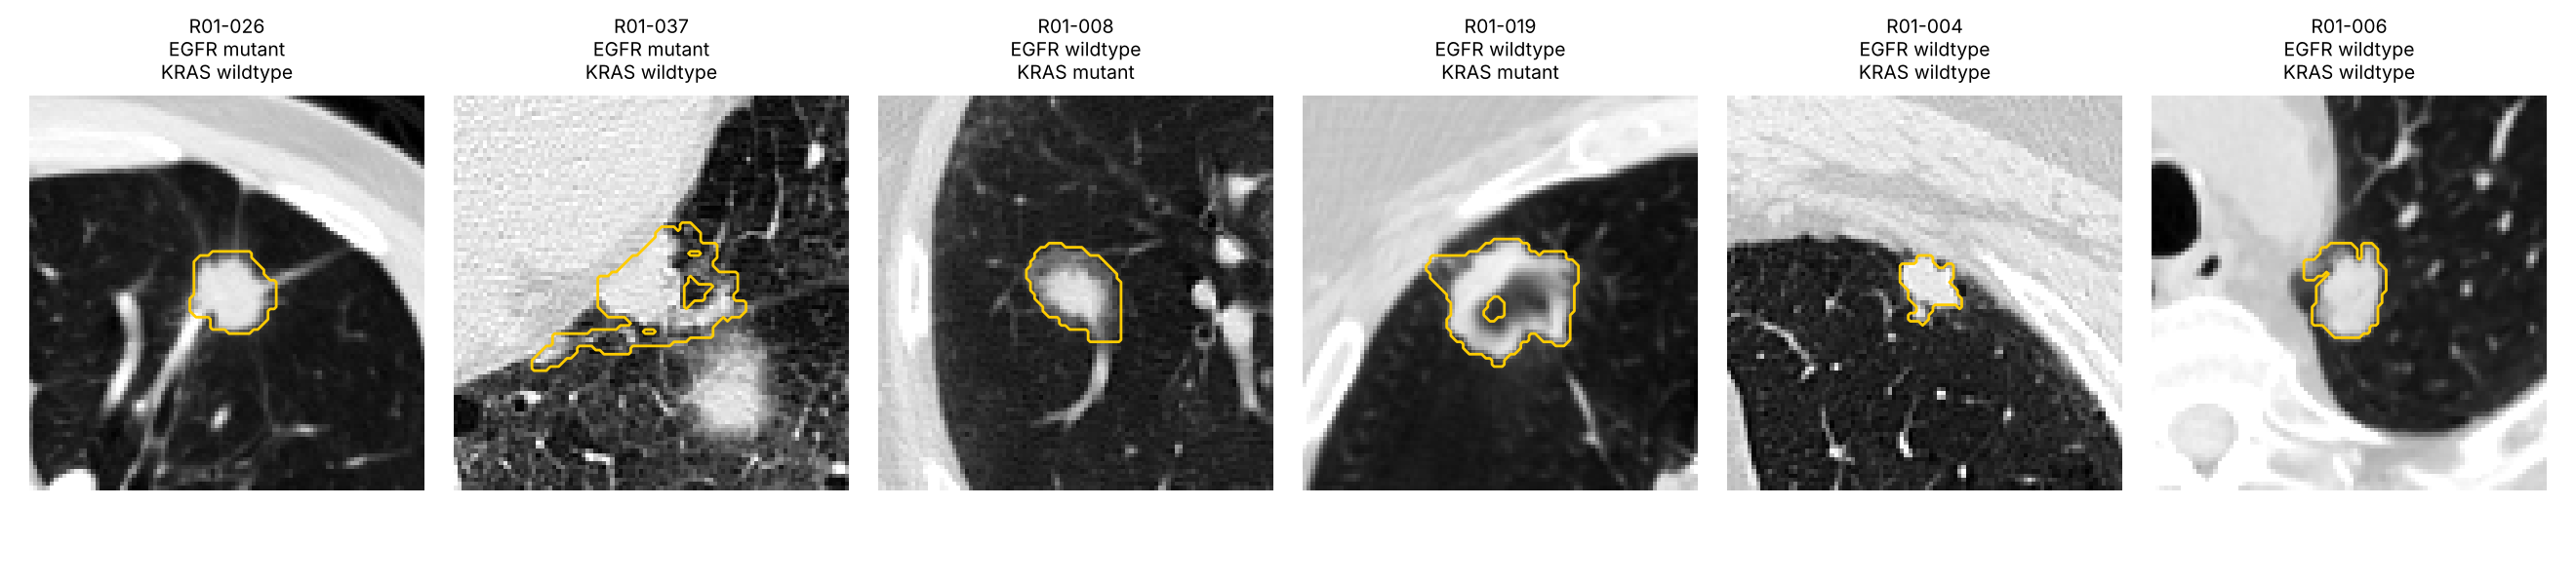 R01-026
EGFR mutant
KRAS wildtype
R01-037
EGFR mutant
KRAS wildtype
R01-008
EGFR wildtype
KRAS mutant
R01-019
EGFR wildtype
KRAS mutant
R01-004
EGFR wildtype
KRAS wildtype
R01-006
EGFR wildtype
KRAS wildtype